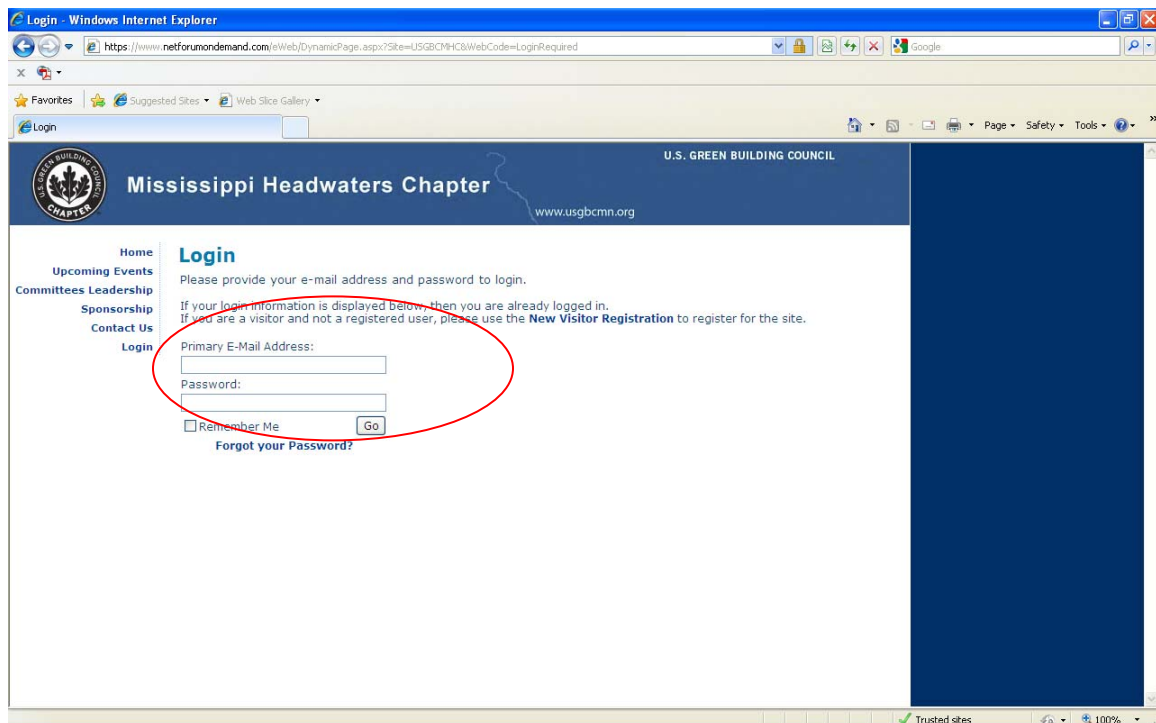 Login - Windows Internet Explorer
https://www.netforumondemand.com/eWeb/DynamicPage.aspx?Site=USGBCMHC&WebCode=LoginRequired
Google
x
Favorites Suggested Sites Web Slice Gallery
Login
Page Safety Tools
U.S. GREEN BUILDING COUNCIL
CHAPTER
Mississippi Headwaters Chapter
U.S. GREEN BUILDING COUNCIL
www.usgbcmn.org
Home
Upcoming Events
Committees Leadership
Sponsorship
Contact Us
Login
Login
Please provide your e-mail address and password to login.
If your login information is displayed below, then you are already logged in.
If you are a visitor and not a registered user, please use the New Visitor Registration to register for the site.
Primary E-Mail Address:
Password:
Remember Me
Go
Forgot your Password?
Trusted sites
100%